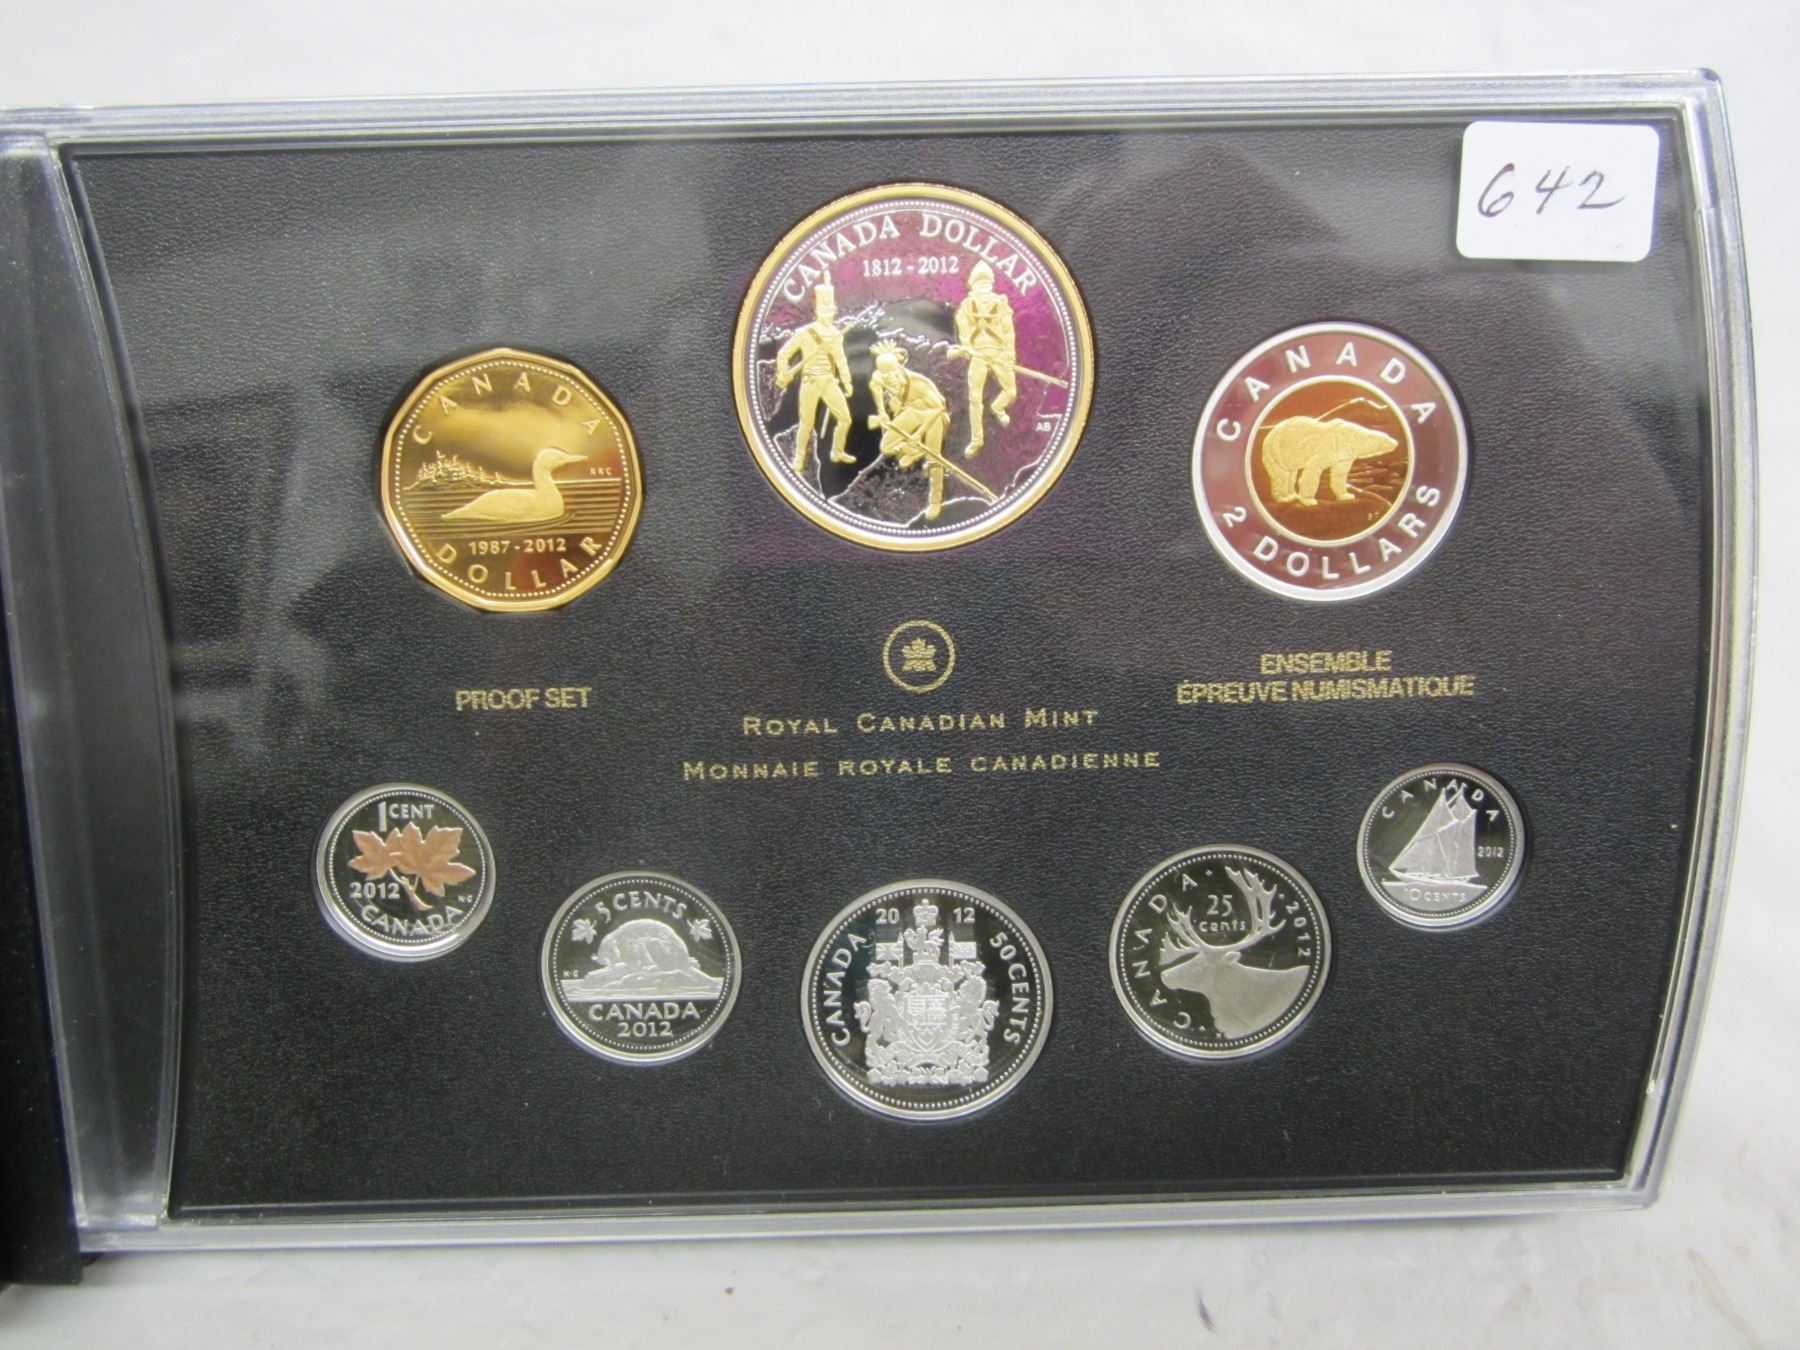 642
CANADA DOLLAR
1812 - 2012
AB
CANADA
RRC
1987 - 2012
DOLLAR
CANADA
2 DOLLARS
PROOF SET
ENSEMBLE
ÉPREUVE NUMISMATIQUE
ROYAL CANADIAN MINT
MONNAIE ROYALE CANADIENNE
1 CENT
2012
K·G
CANADA
5 CENTS
K·G
CANADA
2012
2012
CANADA
50 CENTS
CANADA
25
cents
2012
CANADA
2012
10 CENTS